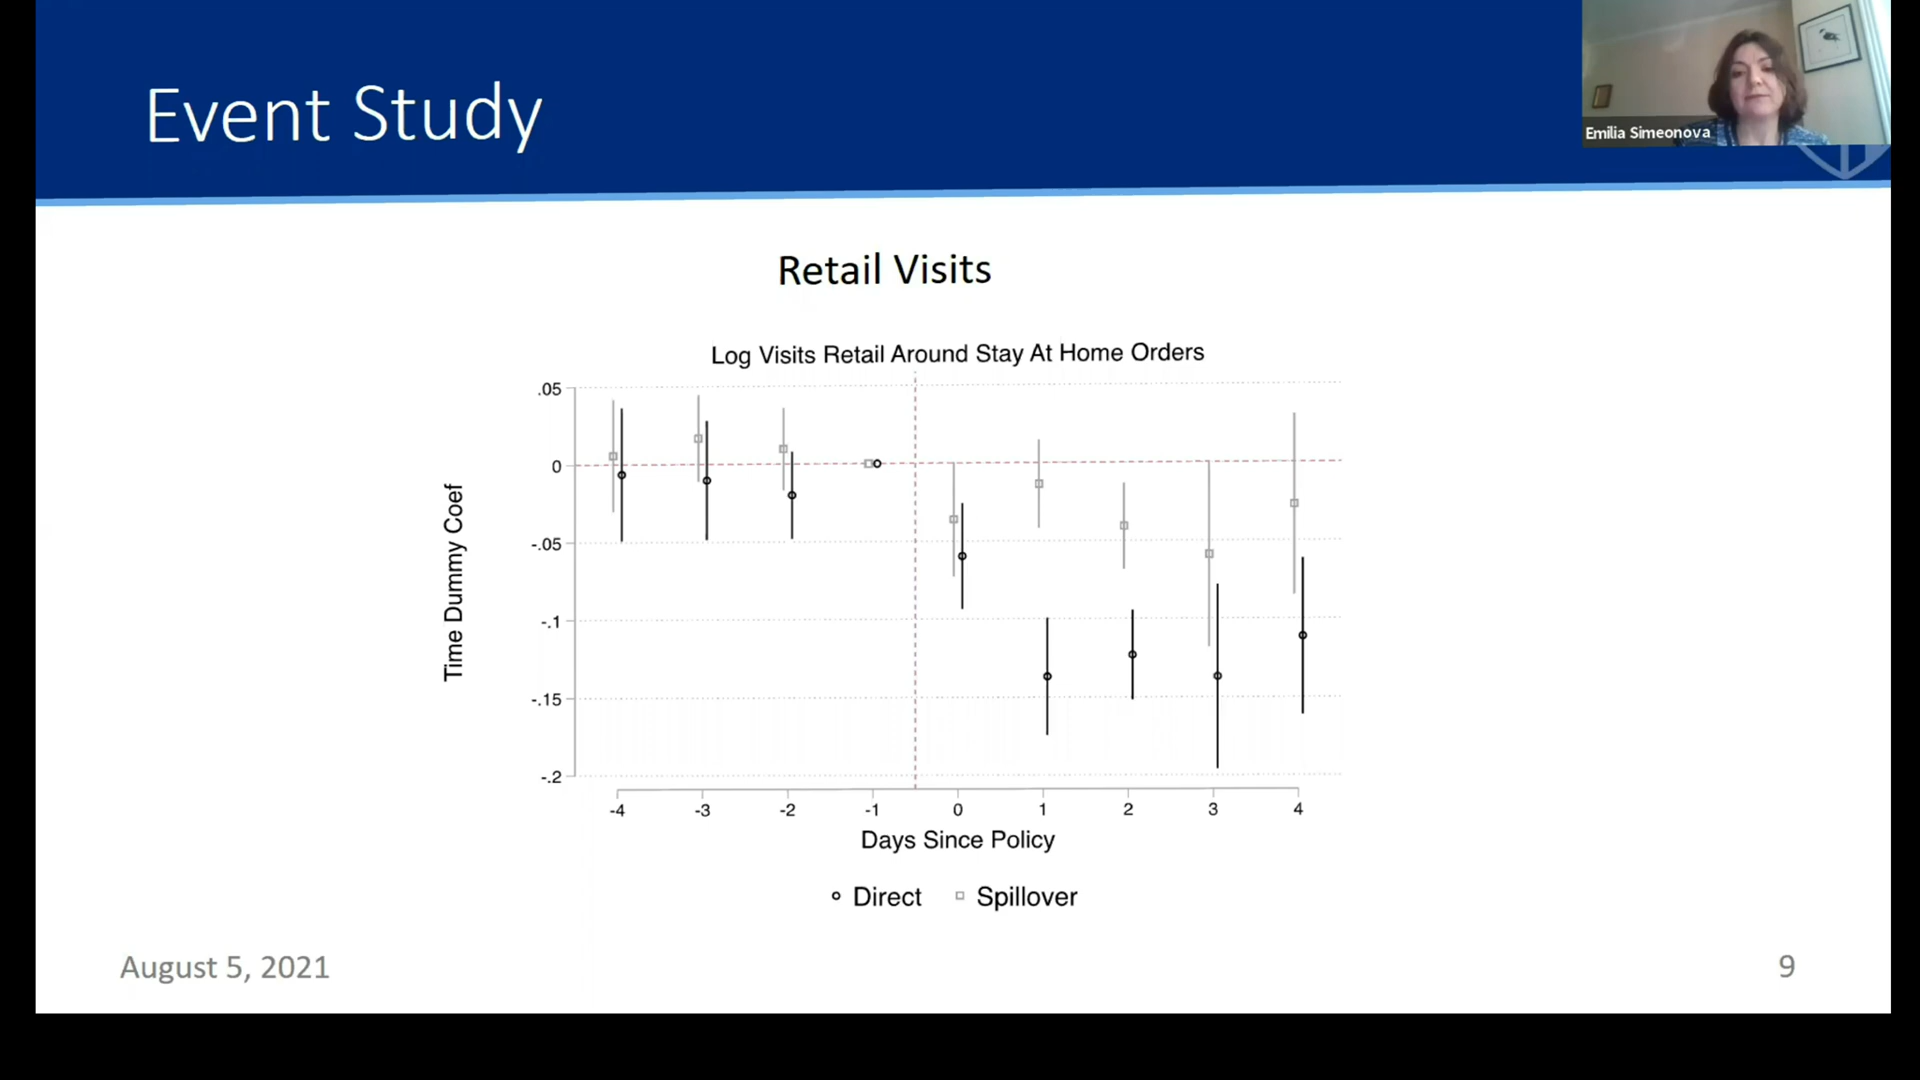 Event Study
Emilia Simeonova
Retail Visits
Log Visits Retail Around Stay At Home Orders
.05
0
-.05
-.1
-.15
-.2
Time Dummy Coef
-4 -3 -2 -1 0 1 2 3 4
Days Since Policy
Direct Spillover
August 5, 2021
9